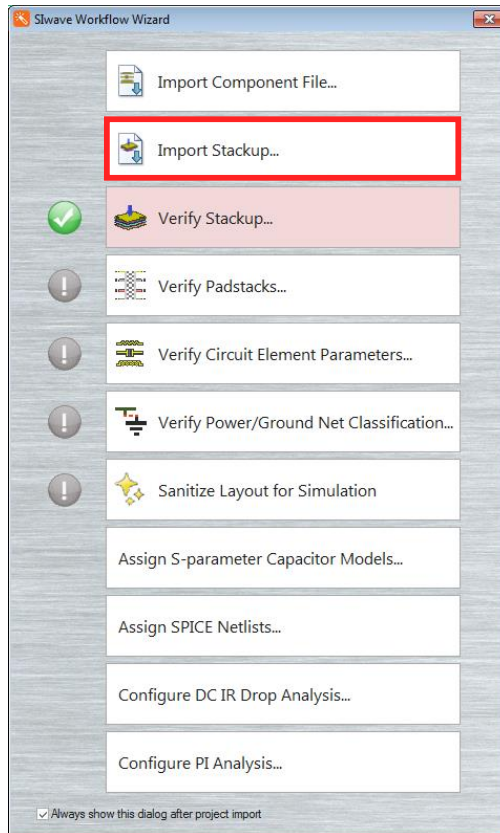 SIwave Workflow Wizard
Import Component File...
Import Stackup...
Verify Stackup...
Verify Padstacks...
Verify Circuit Element Parameters...
Verify Power/Ground Net Classification...
Sanitize Layout for Simulation
Assign S-parameter Capacitor Models...
Assign SPICE Netlists...
Configure DC IR Drop Analysis...
Configure PI Analysis...
Always show this dialog after project import